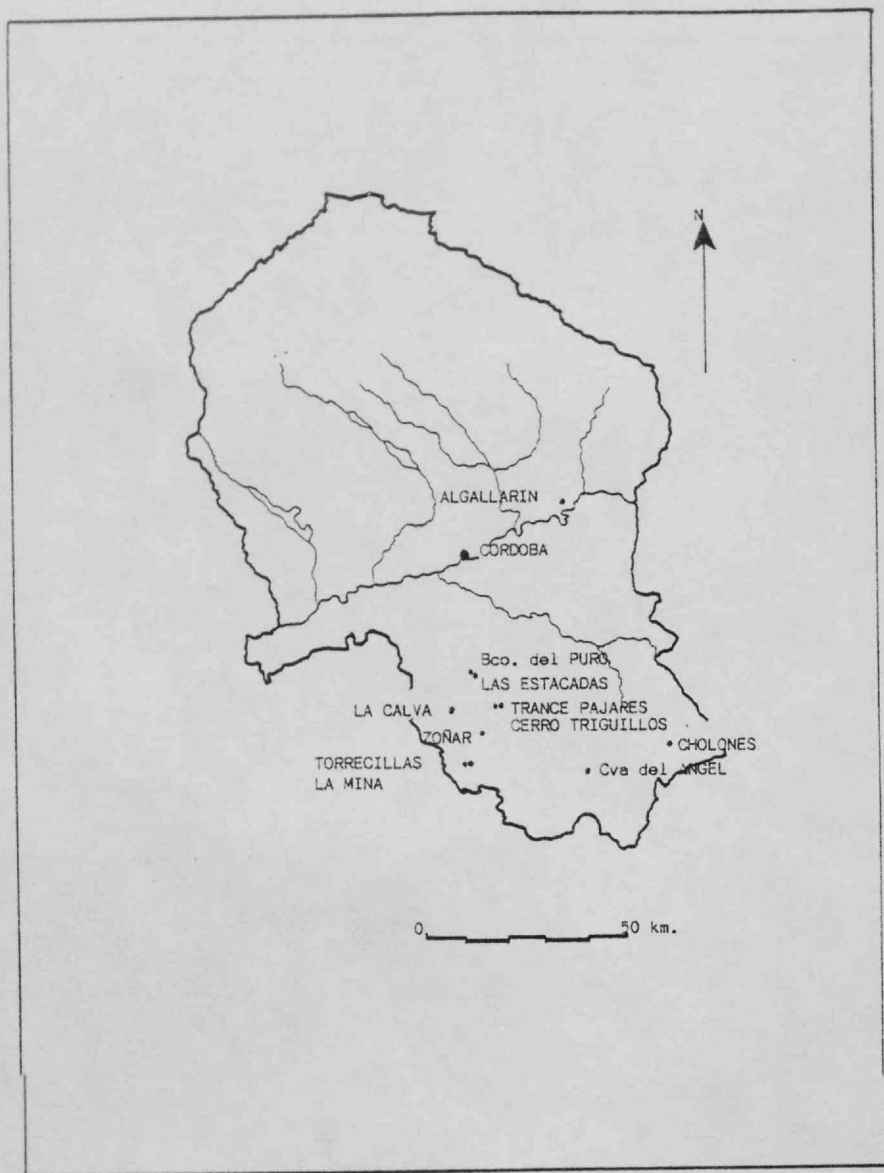 N
ALGALLARIN
CORDOBA
Bco. del PURO
LAS ESTACADAS
LA CALVA
TRANCE PAJARES
CERRO TRIGUILLOS
ZOÑAR
CHOLONES
TORRECILLAS
LA MINA
Cva del ANGEL
0 50 km.